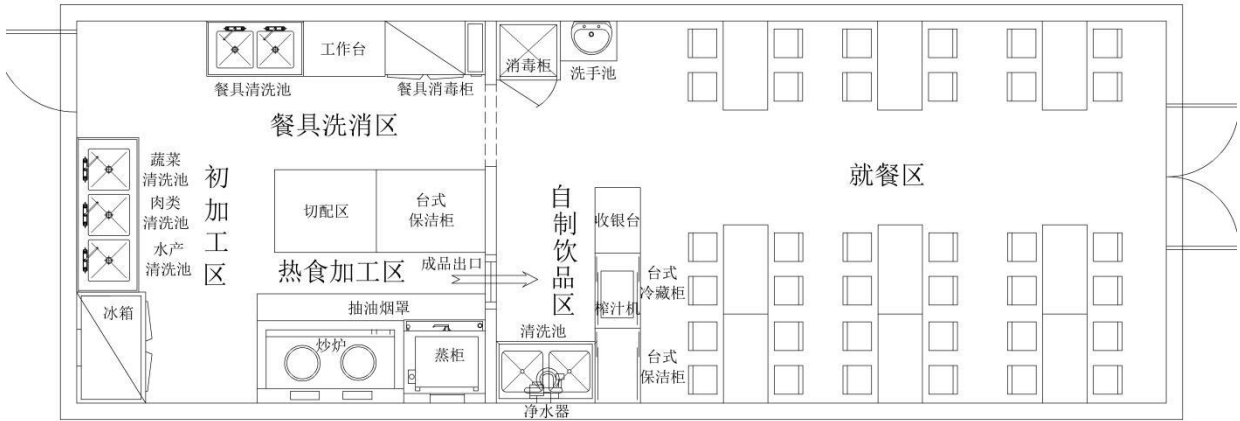 工作台
消毒柜
洗手池
餐具清洗池
餐具消毒柜
餐具洗消区
蔬菜
清洗池
肉类
清洗池
水产
清洗池
初加工区
切配区
台式
保洁柜
自制饮品区
收银台
就餐区
热食加工区
成品出口
台式
冷藏柜
榨汁机
冰箱
抽油烟罩
炒炉
蒸柜
清洗池
台式
保洁柜
净水器